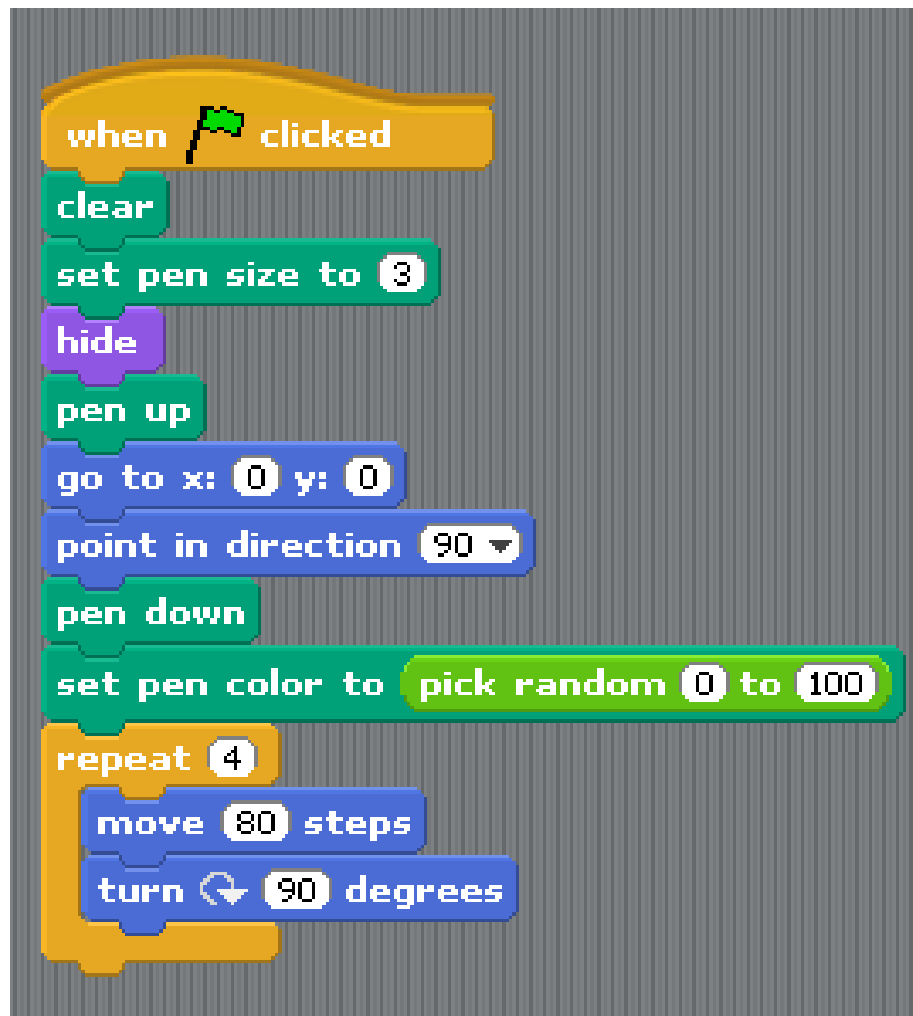 when clicked
clear
set pen size to 3
hide
pen up
go to x: 0 y: 0
point in direction 90
pen down
set pen color to pick random 0 to 100
repeat 4
move 80 steps
turn 90 degrees